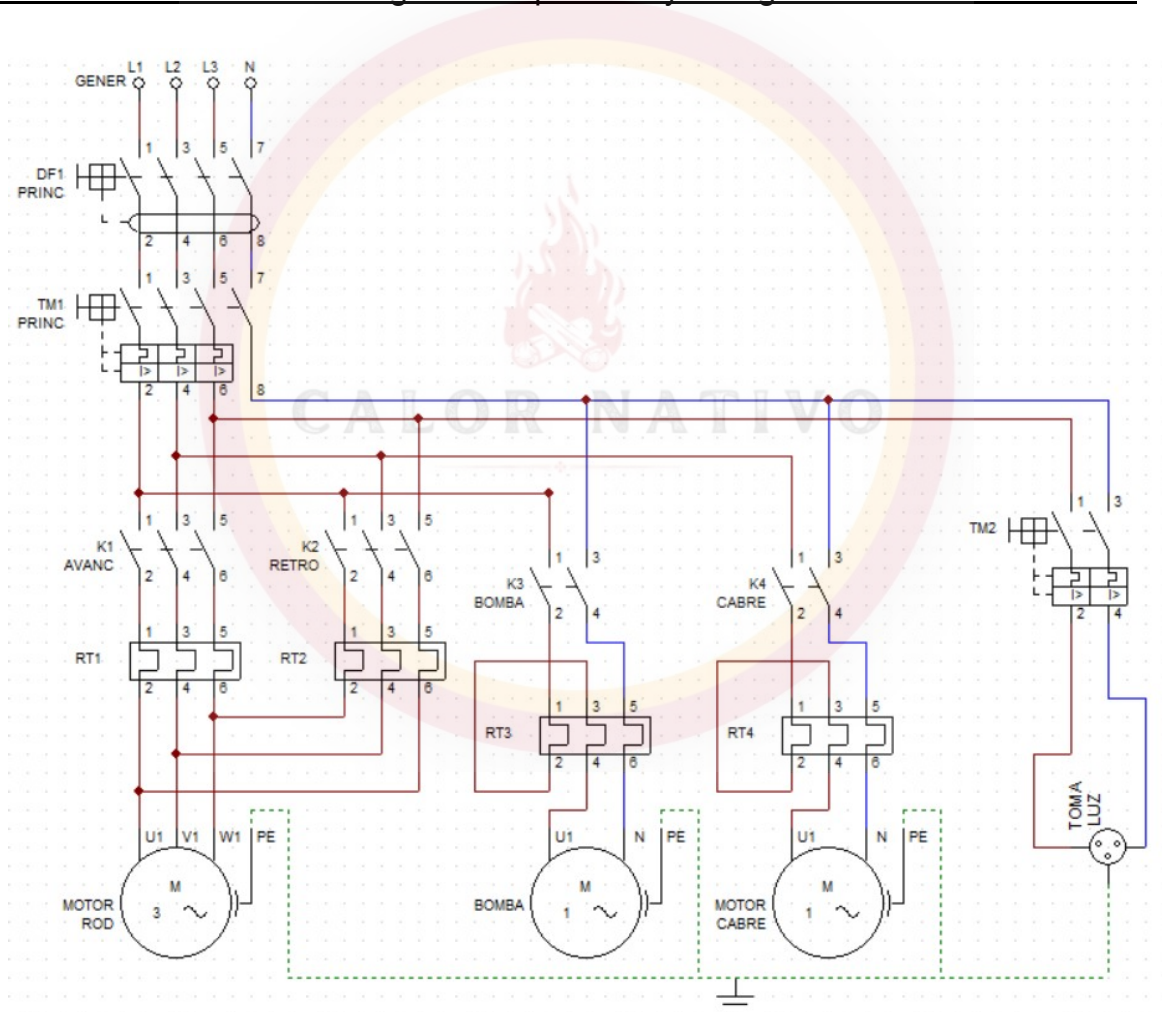 L1 L2 L3 N
GENER
1 3 5 7
DF1
PRINC
2 4 6 8
1 3 5 7
TM1
PRINC
I> I> I>
2 4 6 8
CALOR NATIVO
1 3 5
K1
AVANC
2 4 6
1 3 5
K2
RETRO
2 4 6
1 3
K3
BOMBA
2 4
1 3
K4
CABRE
2 4
1 3
TM2
I> I>
2 4
1 3 5
RT1
2 4 6
1 3 5
RT2
2 4 6
1 3 5
RT3
2 4 6
1 3 5
RT4
2 4 6
TOMA
LUZ
U1 V1 W1 PE
M
3
MOTOR
ROD
U1 N PE
M
1
BOMBA
U1 N PE
M
1
MOTOR
CABRE